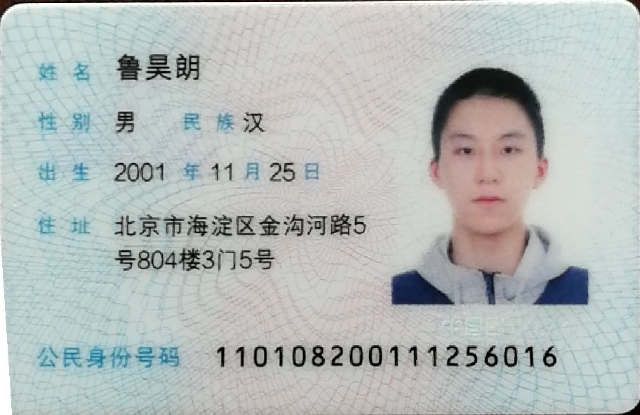 姓名 鲁昊朗
性别 男 民族 汉
出生 2001 年 11 月 25 日
住址 北京市海淀区金沟河路5
号804楼3门5号
公民身份号码 110108200111256016